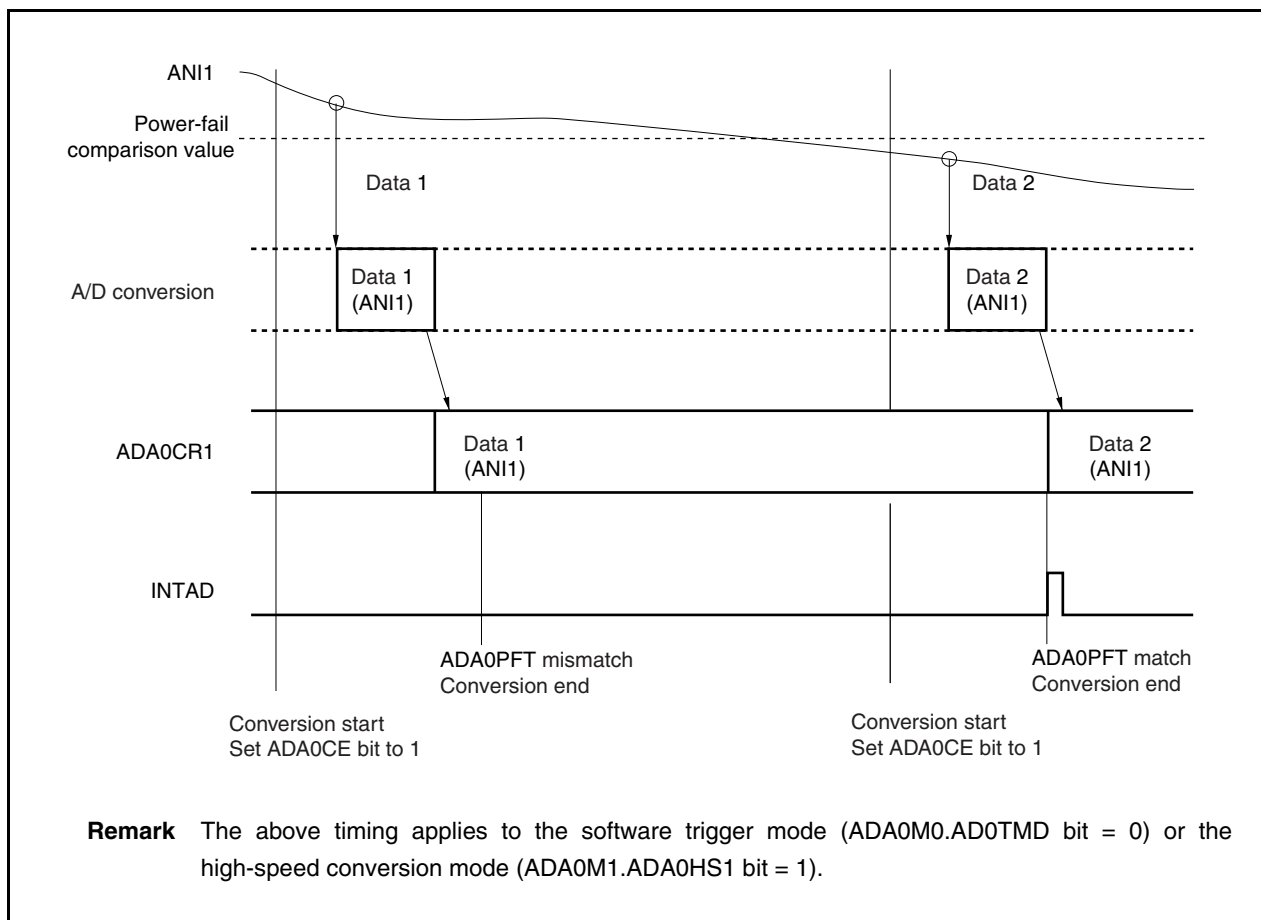 ANI1
Power-fail
comparison value
Data 1
Data 2
A/D conversion
Data 1
(ANI1)
Data 2
(ANI1)
ADA0CR1
Data 1
(ANI1)
Data 2
(ANI1)
INTAD
ADA0PFT mismatch
Conversion end
ADA0PFT match
Conversion end
Conversion start
Set ADA0CE bit to 1
Conversion start
Set ADA0CE bit to 1
Remark The above timing applies to the software trigger mode (ADA0M0.AD0TMD bit = 0) or the
high-speed conversion mode (ADA0M1.ADA0HS1 bit = 1).